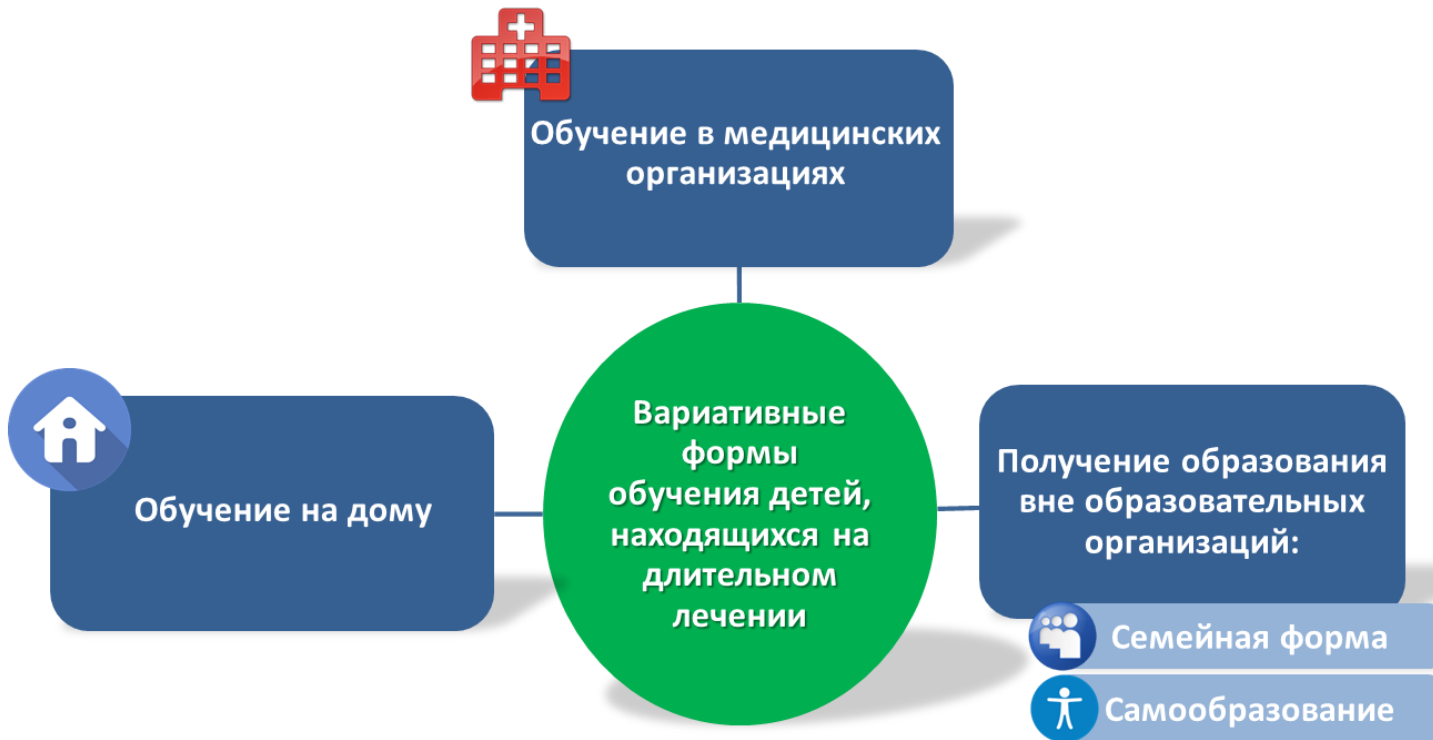 Обучение в медицинских
организациях
Обучение на дому
Вариативные
формы
обучения детей,
находящихся на
длительном
лечении
Получение образования
вне образовательных
организаций:
Семейная форма
Самообразование